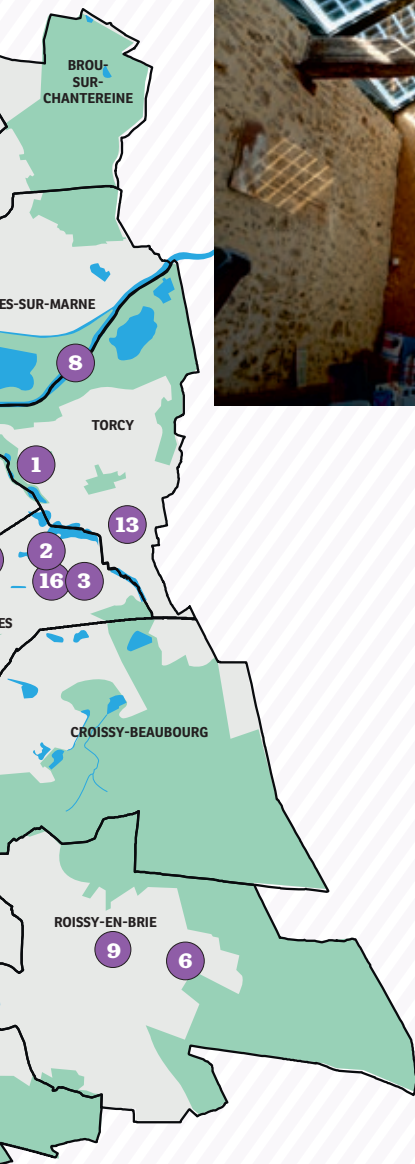 BROU-
SUR-
CHANTEREINE
ES-SUR-MARNE
8
TORCY
1
13
2
16 3
ES
CROISSY-BEAUBOURG
ROISSY-EN-BRIE
9
6